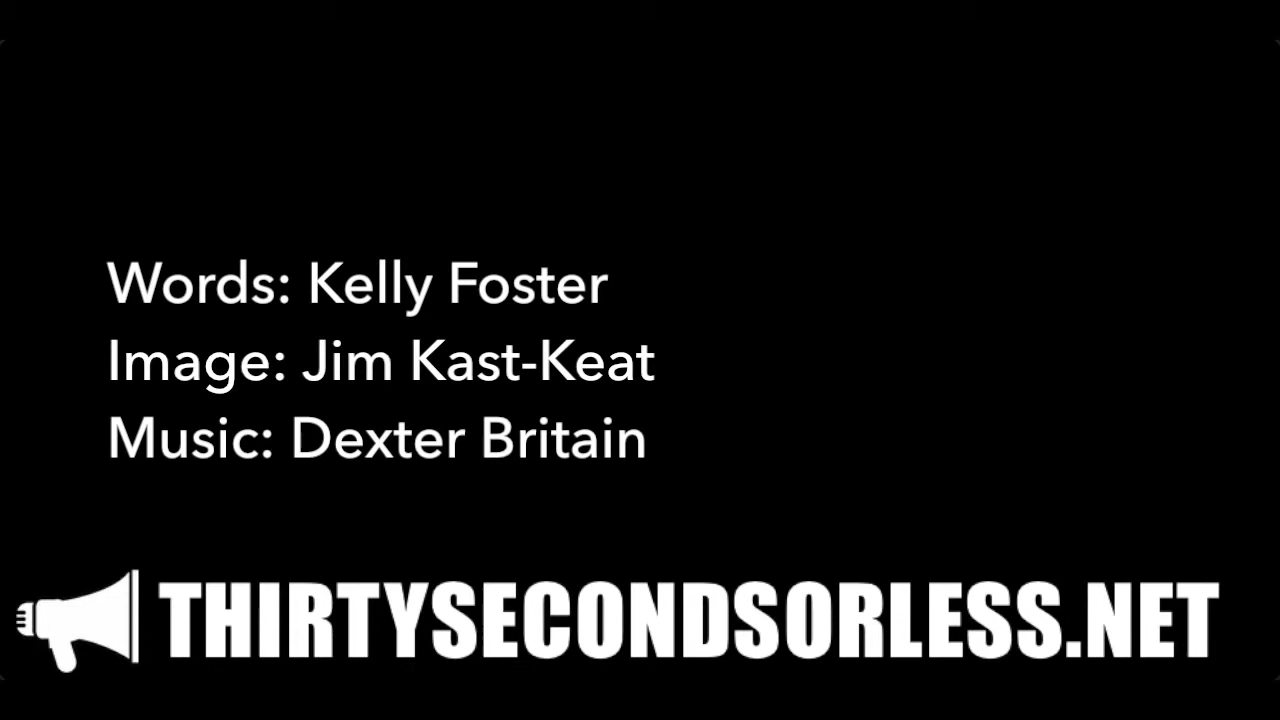 Words: Kelly Foster
Image: Jim Kast-Keat
Music: Dexter Britain
THIRTYSECONDSORLESS.NET